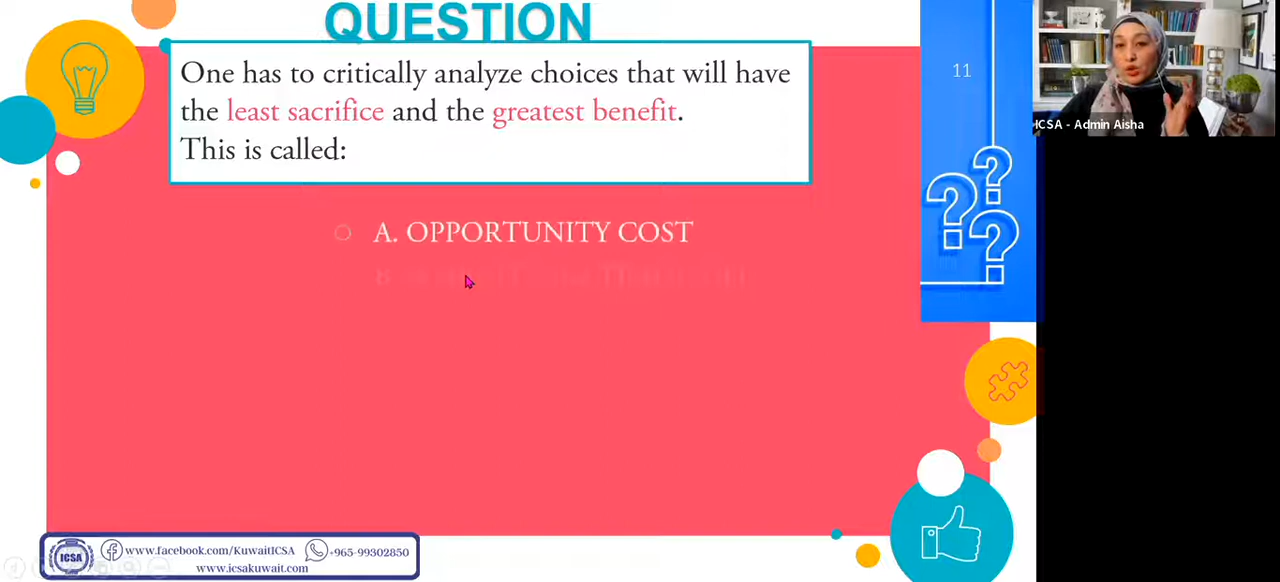 QUESTION
One has to critically analyze choices that will have
the least sacrifice and the greatest benefit.
This is called:
11
ICSA - Admin Aisha
A. OPPORTUNITY COST
ICSA
www.facebook.com/KuwaitICSA
+965-99302850
www.icsakuwait.com